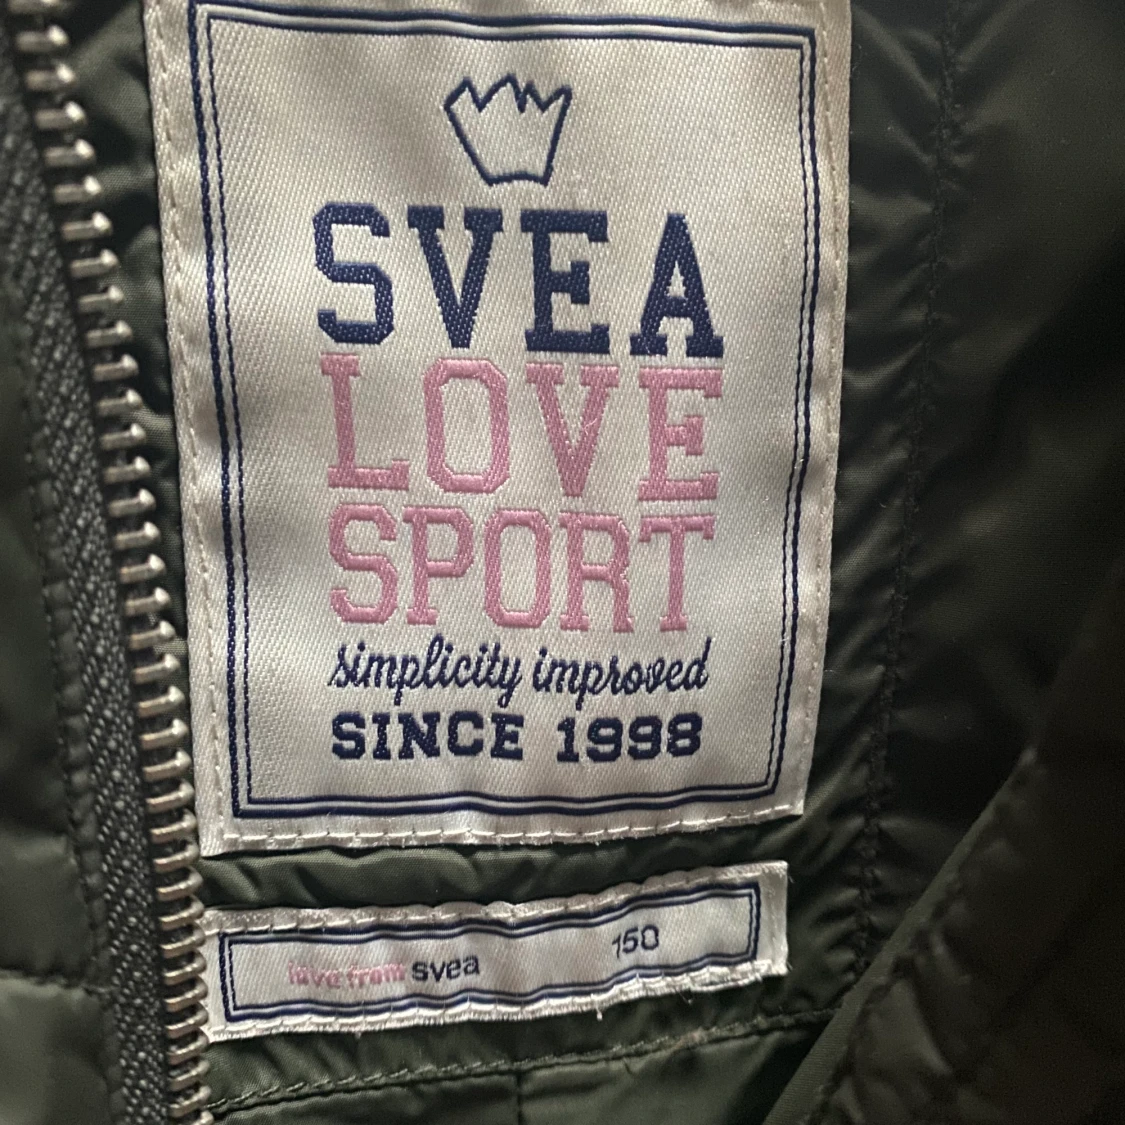 SVEA
LOVE
SPORT
simplicity improved
SINCE 1998
love from svea 150